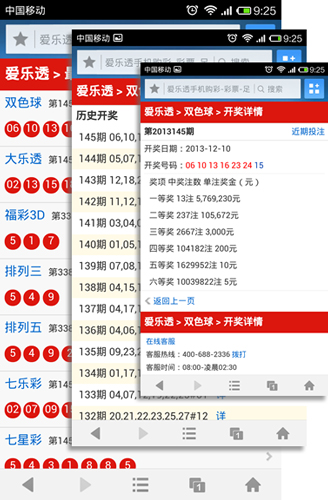 中国移动 9:25
爱乐透
爱乐透 >
双色球 第145
06 10 13 1
大乐透 第14
02 13 15 18
福彩3D 第3
5 1 7
排列三 第338
5 4 9
排列五 第338
5 4 9
七乐彩 第14
02 07 09 1
七星彩 第1
中国移动 9:25
爱乐透手机购彩-彩票-足
爱乐透 > 双色
历史开奖
145期 06,10,1
144期 05,07,
143期 12,18,2
142期 11,12,1
141期 03,04,0
140期 01,05,
139期 07,08,
138期 04,15,1
137期 04,05,0
136期 04,06,
135期 09,23,
134期
133期
132期 20,21,22,23,25,27#12 详
中国移动 9:25
爱乐透手机购彩-彩票-足
爱乐透 > 双色球 > 开奖详情
第2013145期 近期投注
开奖日期：2013-12-10
开奖号码：06 10 13 16 23 24 15
奖项 中奖注数 单注奖金（元）
一等奖 13注 5,769,230元
二等奖 237注 105,672元
三等奖 2667注 3,000元
四等奖 104182注 200元
五等奖 1629952注 10元
六等奖 10039822注 5元
返回上一页
爱乐透 > 双色球 > 开奖详情
在线客服
客服热线：400-688-2336 拨打
客服时间：08:00-凌晨02:30